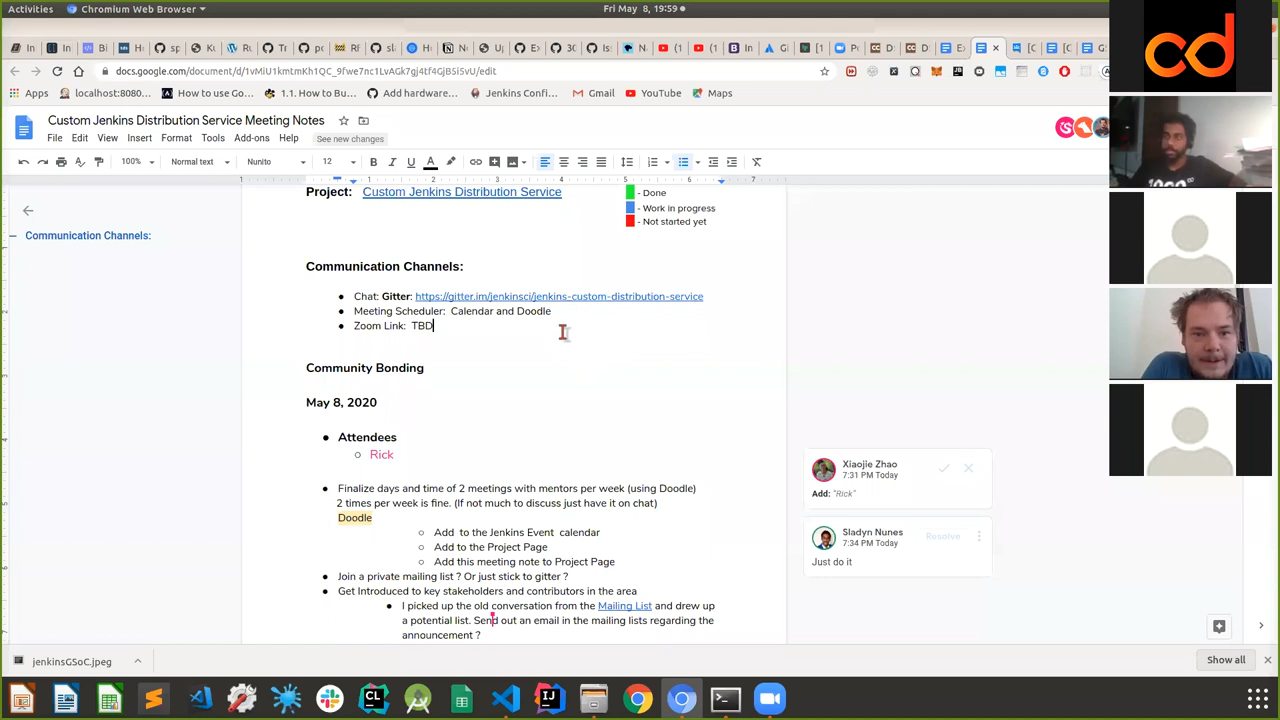 Activities
Chromium Web Browser
Fri May 8, 19:59
docs.google.com/document/d/
/edit
Apps
localhost:8080...
How to use Go...
1.1. How to Bu...
Add hardware...
Jenkins Confi...
Gmail
YouTube
Maps
Custom Jenkins Distribution Service Meeting Notes
File Edit View Insert Format Tools Add-ons Help
See new changes
100%
Normal text
Nunito
12
B I U A
1 1 2 3 4 5 6 7
Project: Custom Jenkins Distribution Service
- Done
- Work in progress
- Not started yet
Communication Channels:
Communication Channels:
● Chat: Gitter: https://gitter.im/jenkinsci/jenkins-custom-distribution-service
● Meeting Scheduler: Calendar and Doodle
● Zoom Link: TBD
Community Bonding
May 8, 2020
● Attendees
○ Rick
● Finalize days and time of 2 meetings with mentors per week (using Doodle)
2 times per week is fine. (If not much to discuss just have it on chat)
Doodle
○ Add to the Jenkins Event calendar
○ Add to the Project Page
○ Add this meeting note to Project Page
● Join a private mailing list ? Or just stick to gitter ?
● Get Introduced to key stakeholders and contributors in the area
● I picked up the old conversation from the Mailing List and drew up
a potential list. Send out an email in the mailing lists regarding the
announcement ?
Xiaojie Zhao
7:31 PM Today
Add: "Rick"
Sladyn Nunes
7:34 PM Today
Resolve
Just do it
cd
jenkinsGSoC.jpeg
Show all